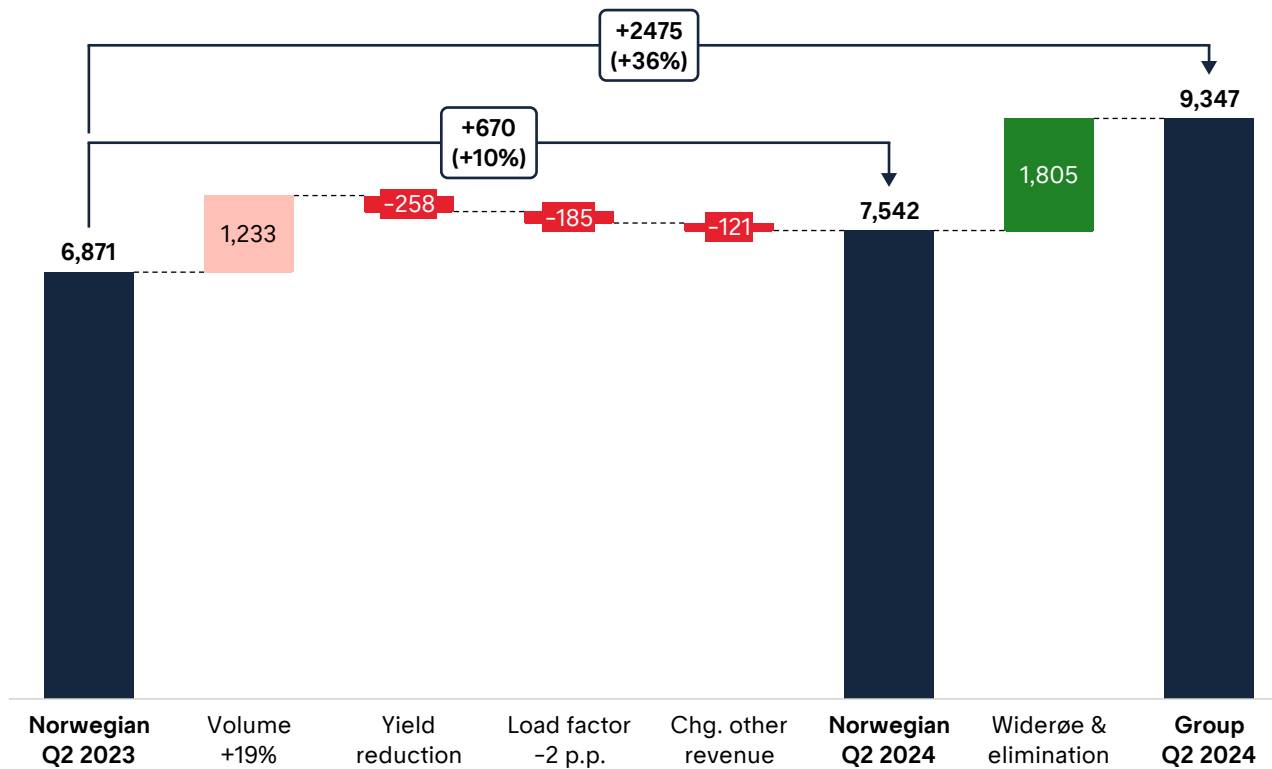 +2475
(+36%)
9,347
+670
(+10%)
1,805
-258
7,542
-185
1,233
-121
6,871
Norwegian
Q2 2023
Volume
+19%
Yield
reduction
Load factor
-2 p.p.
Chg. other
revenue
Norwegian
Q2 2024
Widerøe &
elimination
Group
Q2 2024